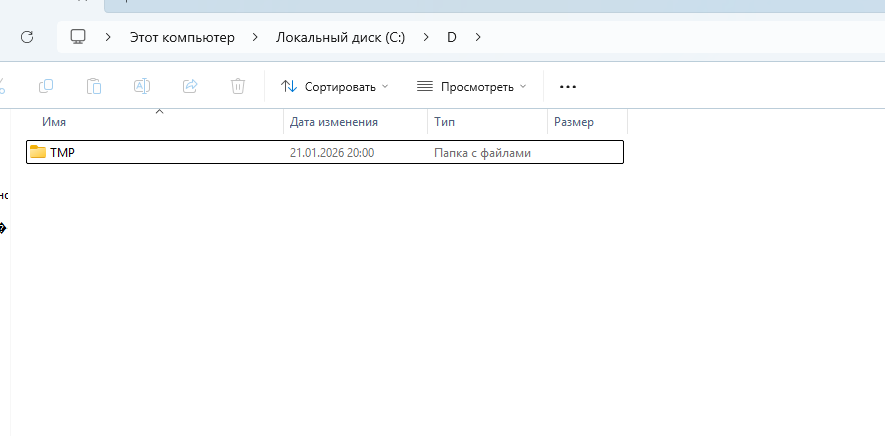 Этот компьютер > Локальный диск (C:) > D >
Сортировать Просмотреть
Имя Дата изменения Тип Размер
TMP 21.01.2026 20:00 Папка с файлами